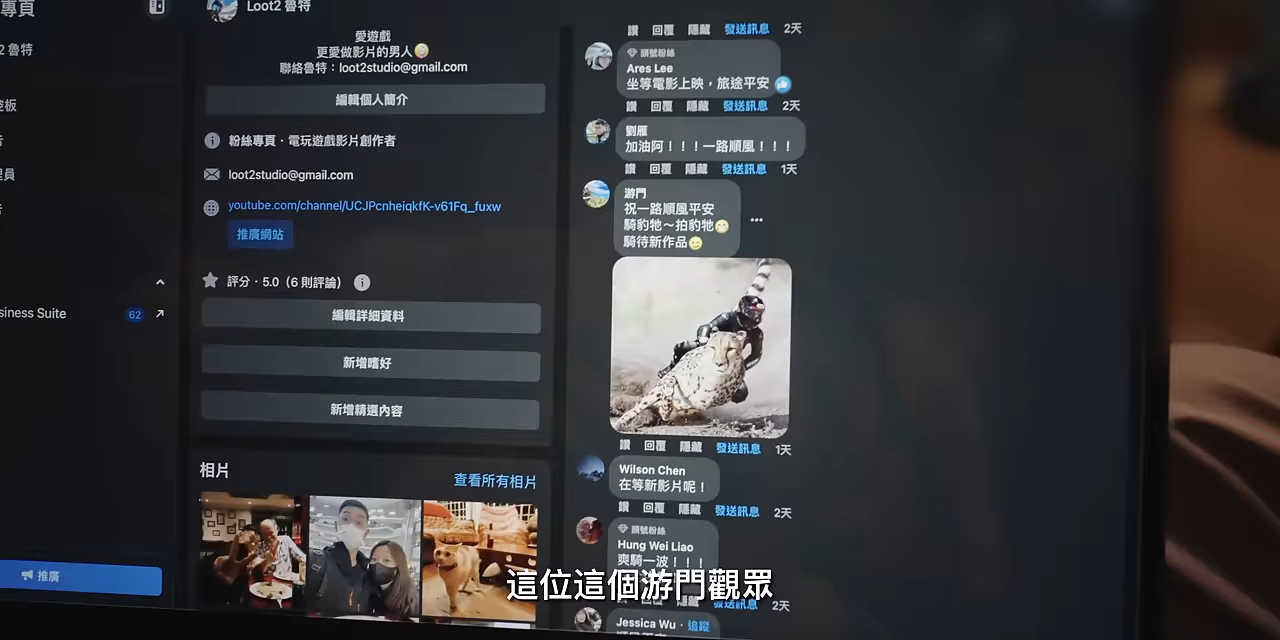 專頁
2 魯特
控板
理員
siness Suite
62
推廣
Loot2 魯特
愛遊戲
更愛做影片的男人
聯絡魯特：loot2studio@gmail.com
編輯個人簡介
粉絲專頁 · 電玩遊戲影片創作者
loot2studio@gmail.com
youtube.com/channel/UCJPcnheiqkfK-v61Fq_fuxw
推廣網站
評分 · 5.0（6 則評論）
編輯詳細資料
新增嗜好
新增精選內容
相片
查看所有相片
讚 回覆 隱藏 發送訊息 2天
頭號粉絲
Ares Lee
坐等電影上映，旅途平安
讚 回覆 隱藏 發送訊息 2天
劉雁
加油阿！！！一路順風！！！
讚 回覆 隱藏 發送訊息 1天
游門
祝一路順風平安
騎豹牠～拍豹牠
騎待新作品
讚 回覆 隱藏 發送訊息 1天
Wilson Chen
在等新影片呢！
讚 回覆 隱藏 發送訊息 2天
頭號粉絲
Hung Wei Liao
爽騎一波！！！
隱藏 發送訊息 2天
Jessica Wu · 追蹤
這位這個游門觀眾